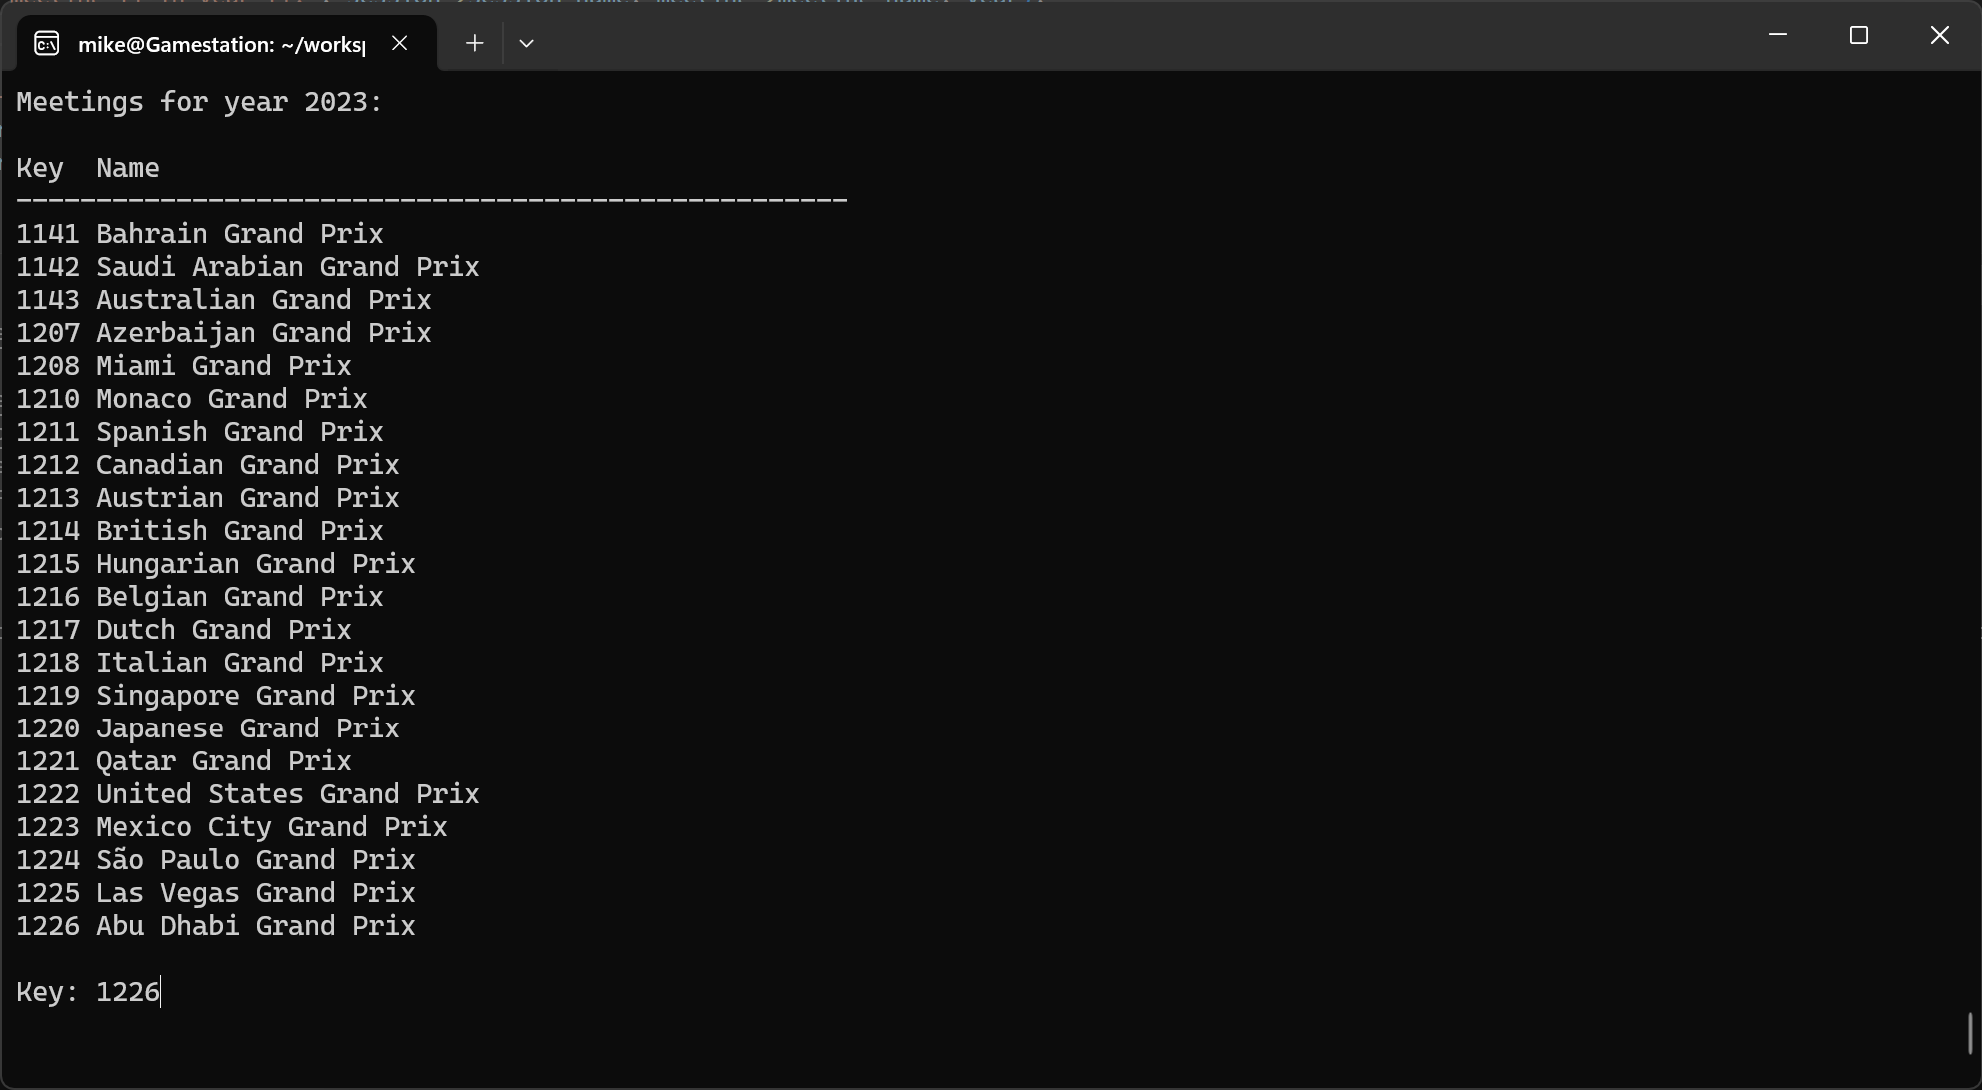 mike@Gamestation: ~/works
Meetings for year 2023:
Key  Name
----------------------------------------------------
1141 Bahrain Grand Prix
1142 Saudi Arabian Grand Prix
1143 Australian Grand Prix
1207 Azerbaijan Grand Prix
1208 Miami Grand Prix
1210 Monaco Grand Prix
1211 Spanish Grand Prix
1212 Canadian Grand Prix
1213 Austrian Grand Prix
1214 British Grand Prix
1215 Hungarian Grand Prix
1216 Belgian Grand Prix
1217 Dutch Grand Prix
1218 Italian Grand Prix
1219 Singapore Grand Prix
1220 Japanese Grand Prix
1221 Qatar Grand Prix
1222 United States Grand Prix
1223 Mexico City Grand Prix
1224 São Paulo Grand Prix
1225 Las Vegas Grand Prix
1226 Abu Dhabi Grand Prix
Key: 1226